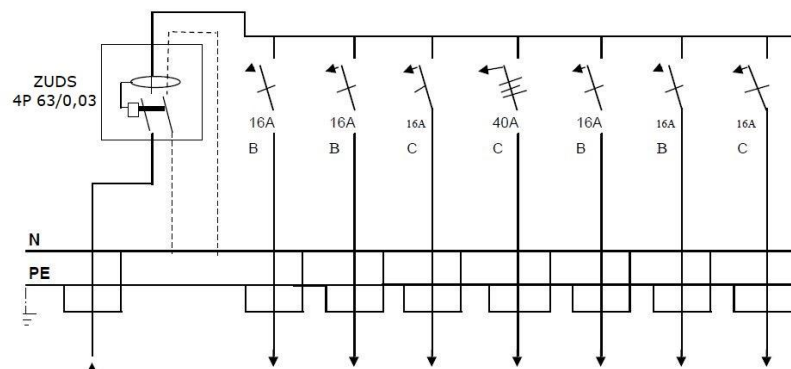 ZUDS
4P 63/0,03
16A 16A 16A 40A 16A 16A 16A
B B C C B B C
N
PE